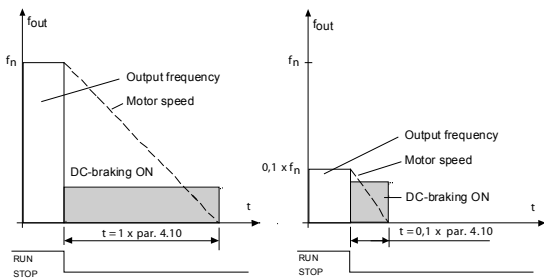 fout
fn
Output frequency
Motor speed
DC-braking ON
t
t = 1 x par. 4.10
RUN
STOP
fout
fn
Output frequency
Motor speed
0,1 x fn
DC-braking ON
t
t = 0,1 x par. 4.10
RUN
STOP